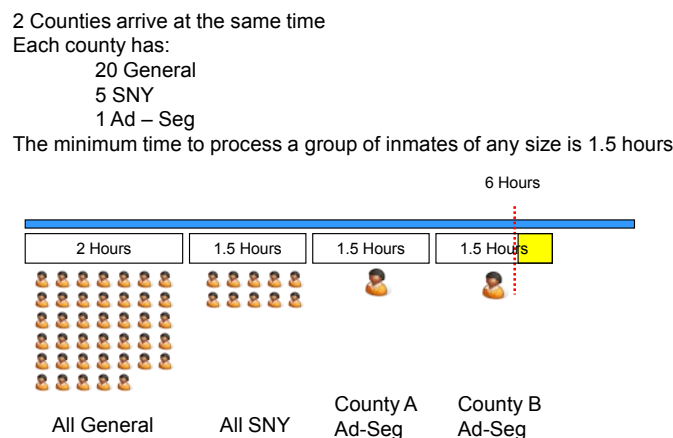 2 Counties arrive at the same time
Each county has:
20 General
5 SNY
1 Ad – Seg
The minimum time to process a group of inmates of any size is 1.5 hours
6 Hours
2 Hours
1.5 Hours
1.5 Hours
1.5 Hours
All General
All SNY
County A
Ad-Seg
County B
Ad-Seg